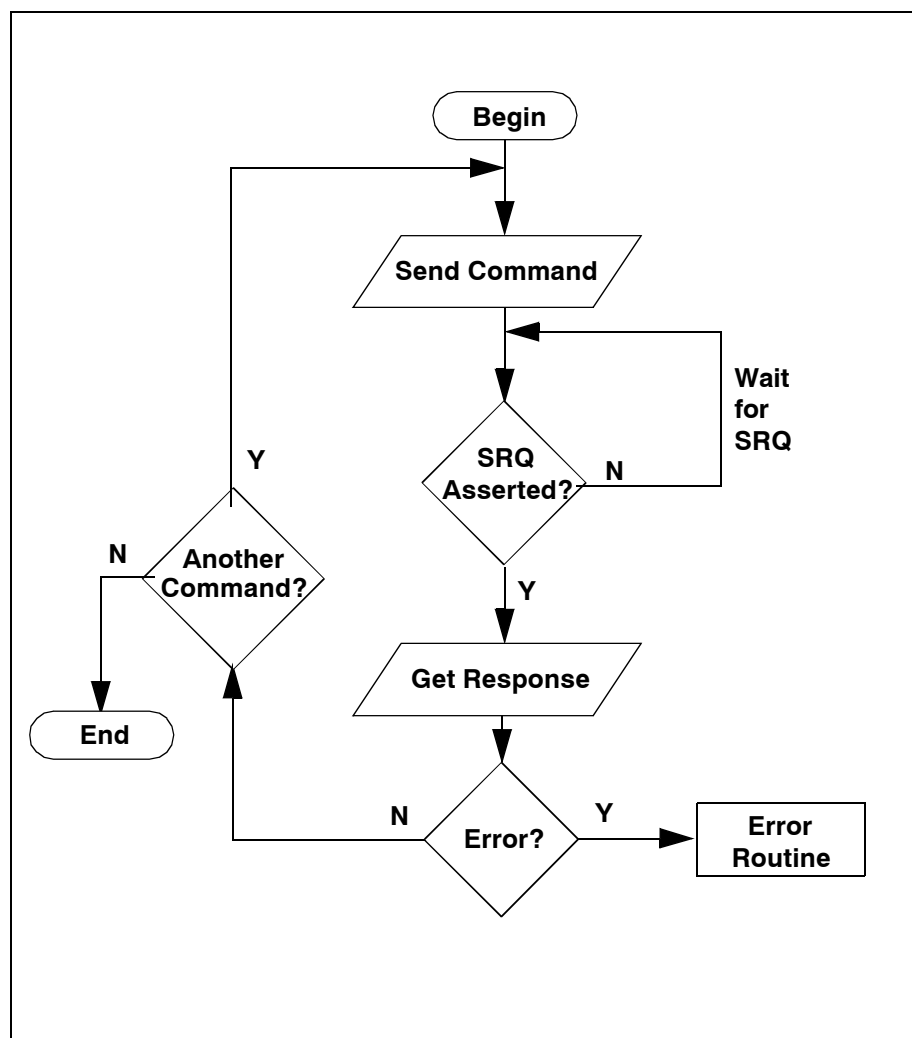 Begin
Send Command
Wait
for
SRQ
SRQ
Asserted?
N
Y
Y
Another
Command?
N
Get Response
End
Error?
N
Y
Error
Routine